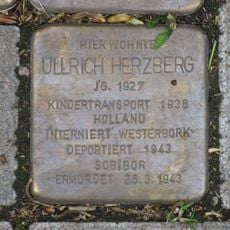 HIER WOHNTE
ULLRICH HERZBERG
JG. 1927
KINDERTRANSPORT 1938
HOLLAND
INTERNIERT WESTERBORK
DEPORTIERT 1943
SOBIBOR
ERMORDET 26.3.1943